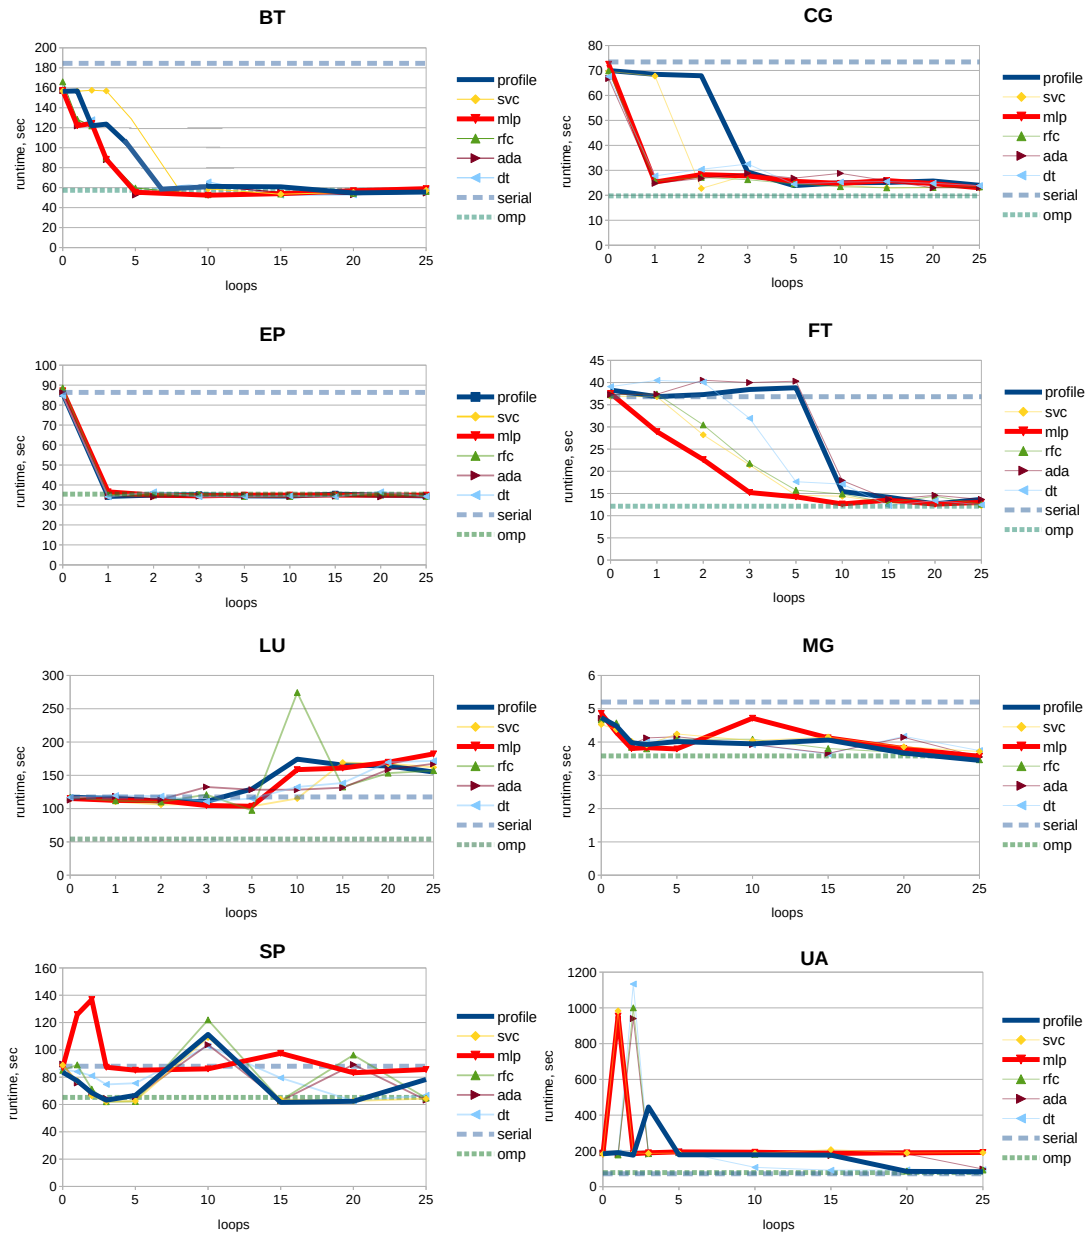 BT
200
180
160
140
120
100
80
60
40
20
0
runtime, sec
0 5 10 15 20 25
loops
profile
svc
mlp
rfc
ada
dt
serial
omp
CG
80
70
60
50
40
30
20
10
0
runtime, sec
0 1 2 3 5 10 15 20 25
loops
profile
svc
mlp
rfc
ada
dt
serial
omp
EP
100
90
80
70
60
50
40
30
20
10
0
runtime, sec
0 1 2 3 5 10 15 20 25
loops
profile
svc
mlp
rfc
ada
dt
serial
omp
FT
45
40
35
30
25
20
15
10
5
0
runtime, sec
0 1 2 3 5 10 15 20 25
loops
profile
svc
mlp
rfc
ada
dt
serial
omp
LU
300
250
200
150
100
50
0
runtime, sec
0 1 2 3 5 10 15 20 25
loops
profile
svc
mlp
rfc
ada
dt
serial
omp
MG
6
5
4
3
2
1
0
runtime, sec
0 5 10 15 20 25
loops
profile
svc
mlp
rfc
ada
dt
serial
omp
SP
160
140
120
100
80
60
40
20
0
runtime, sec
0 5 10 15 20 25
loops
profile
svc
mlp
rfc
ada
dt
serial
omp
UA
1200
1000
800
600
400
200
0
runtime, sec
0 5 10 15 20 25
loops
profile
svc
mlp
rfc
ada
dt
serial
omp